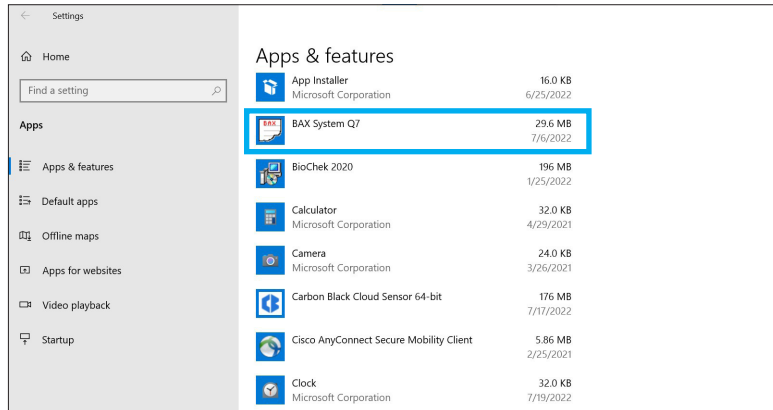 Settings
Home
Find a setting
Apps
Apps & features
Default apps
Offline maps
Apps for websites
Video playback
Startup
Apps & features
App Installer 16.0 KB
Microsoft Corporation 6/25/2022
BAX
BAX System Q7 29.6 MB
7/6/2022
BioChek 2020 196 MB
1/25/2022
Calculator 32.0 KB
Microsoft Corporation 4/29/2021
Camera 24.0 KB
Microsoft Corporation 3/26/2021
Carbon Black Cloud Sensor 64-bit 176 MB
7/17/2022
Cisco AnyConnect Secure Mobility Client 5.86 MB
2/25/2021
Clock 32.0 KB
Microsoft Corporation 7/19/2022